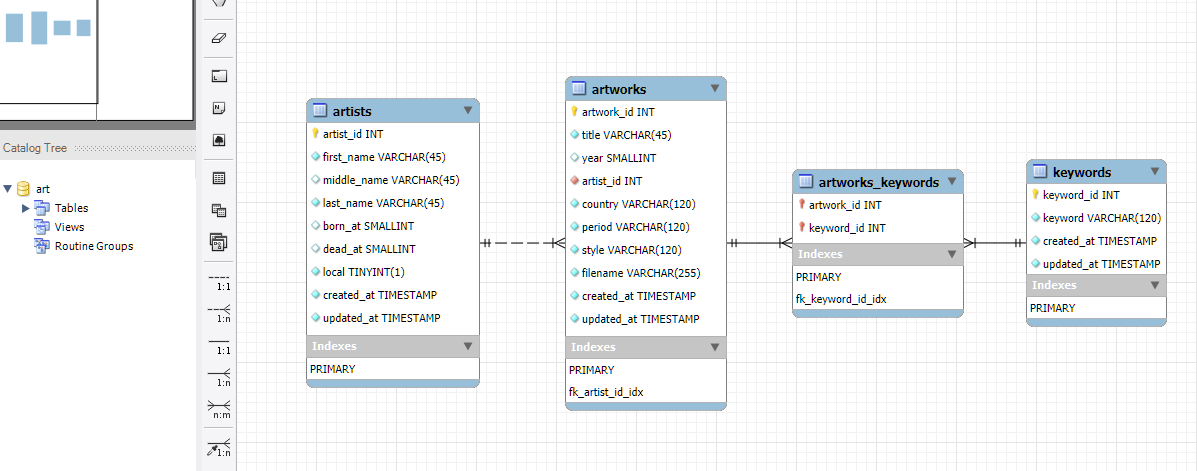 Catalog Tree
art
Tables
Views
Routine Groups
1:1
1:n
1:1
1:n
n:m
1:n
artists
artist_id INT
first_name VARCHAR(45)
middle_name VARCHAR(45)
last_name VARCHAR(45)
born_at SMALLINT
dead_at SMALLINT
local TINYINT(1)
created_at TIMESTAMP
updated_at TIMESTAMP
Indexes
PRIMARY
artworks
artwork_id INT
title VARCHAR(45)
year SMALLINT
artist_id INT
country VARCHAR(120)
period VARCHAR(120)
style VARCHAR(120)
filename VARCHAR(255)
created_at TIMESTAMP
updated_at TIMESTAMP
Indexes
PRIMARY
fk_artist_id_idx
artworks_keywords
artwork_id INT
keyword_id INT
Indexes
PRIMARY
fk_keyword_id_idx
keywords
keyword_id INT
keyword VARCHAR(120)
created_at TIMESTAMP
updated_at TIMESTAMP
Indexes
PRIMARY